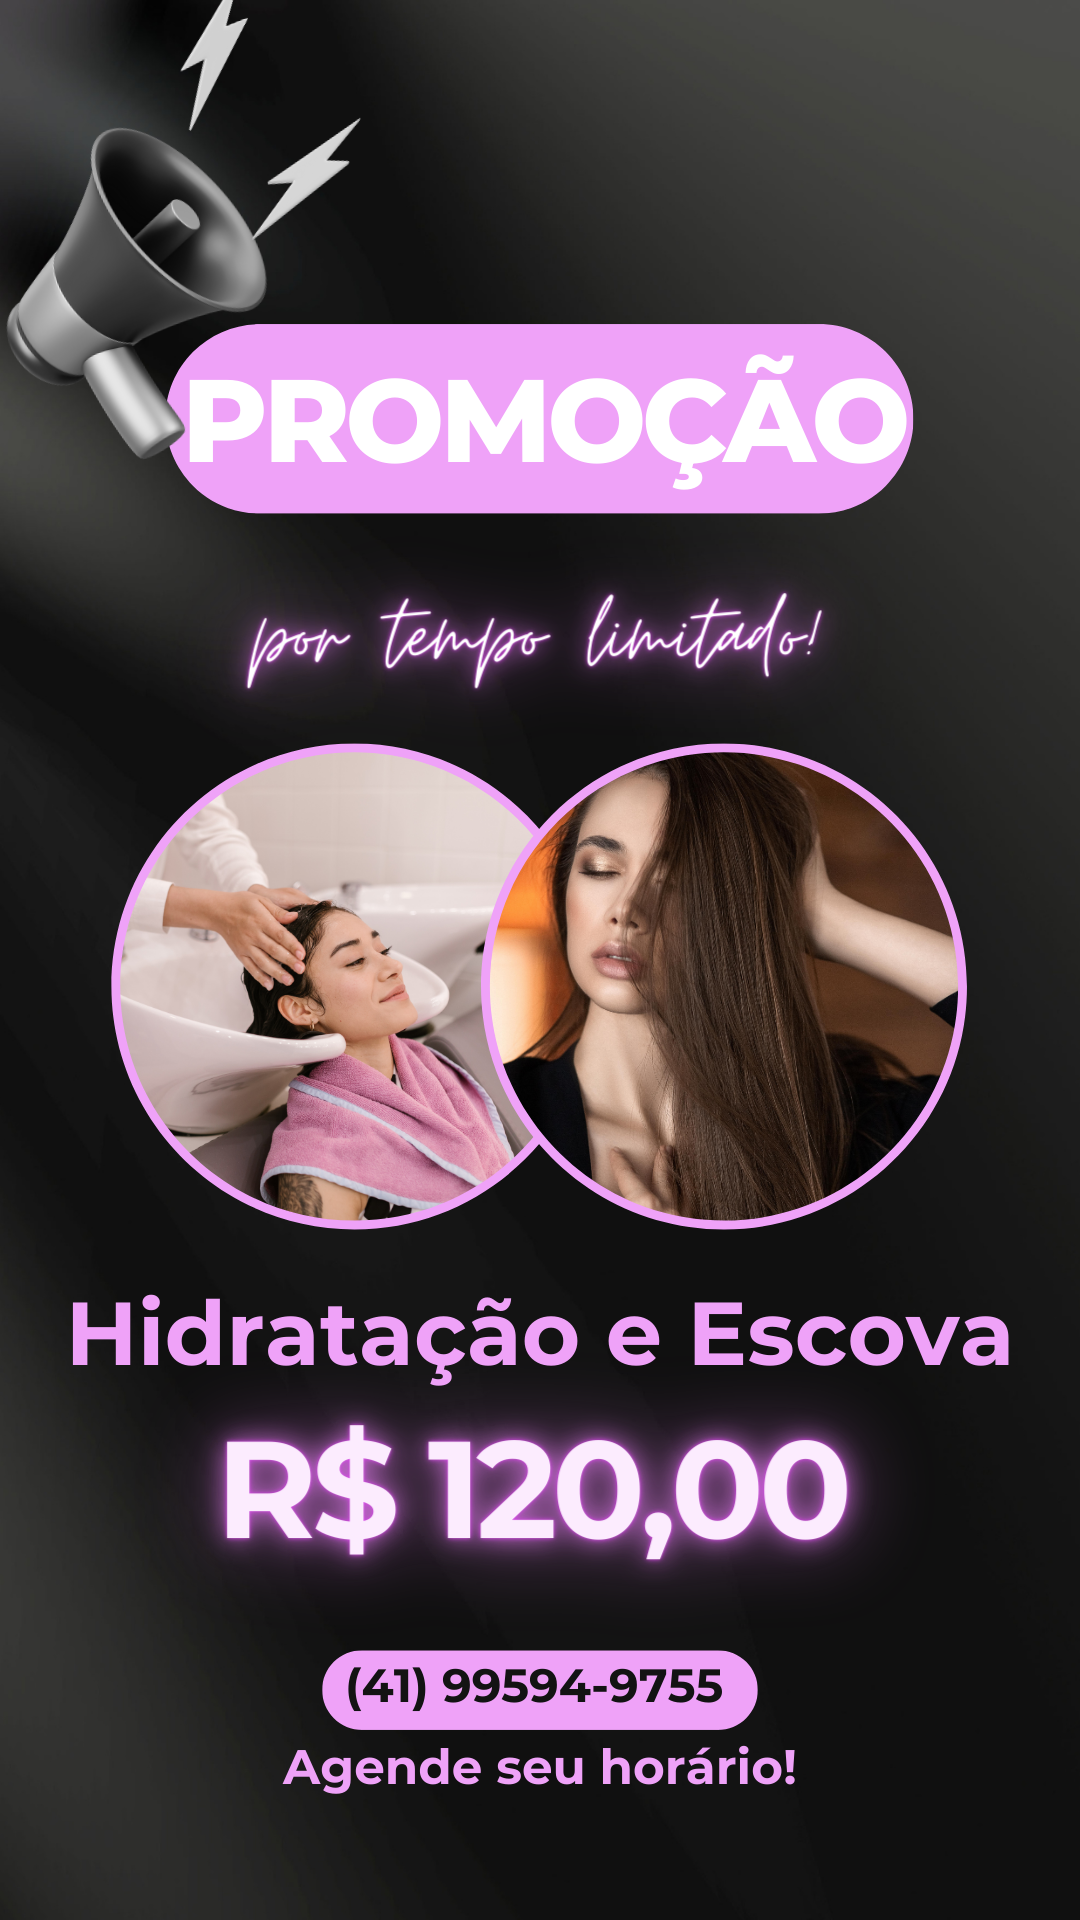 PROMOÇÃO
por tempo limitado!
Hidratação e Escova
R$ 120,00
(41) 99594-9755
Agende seu horário!